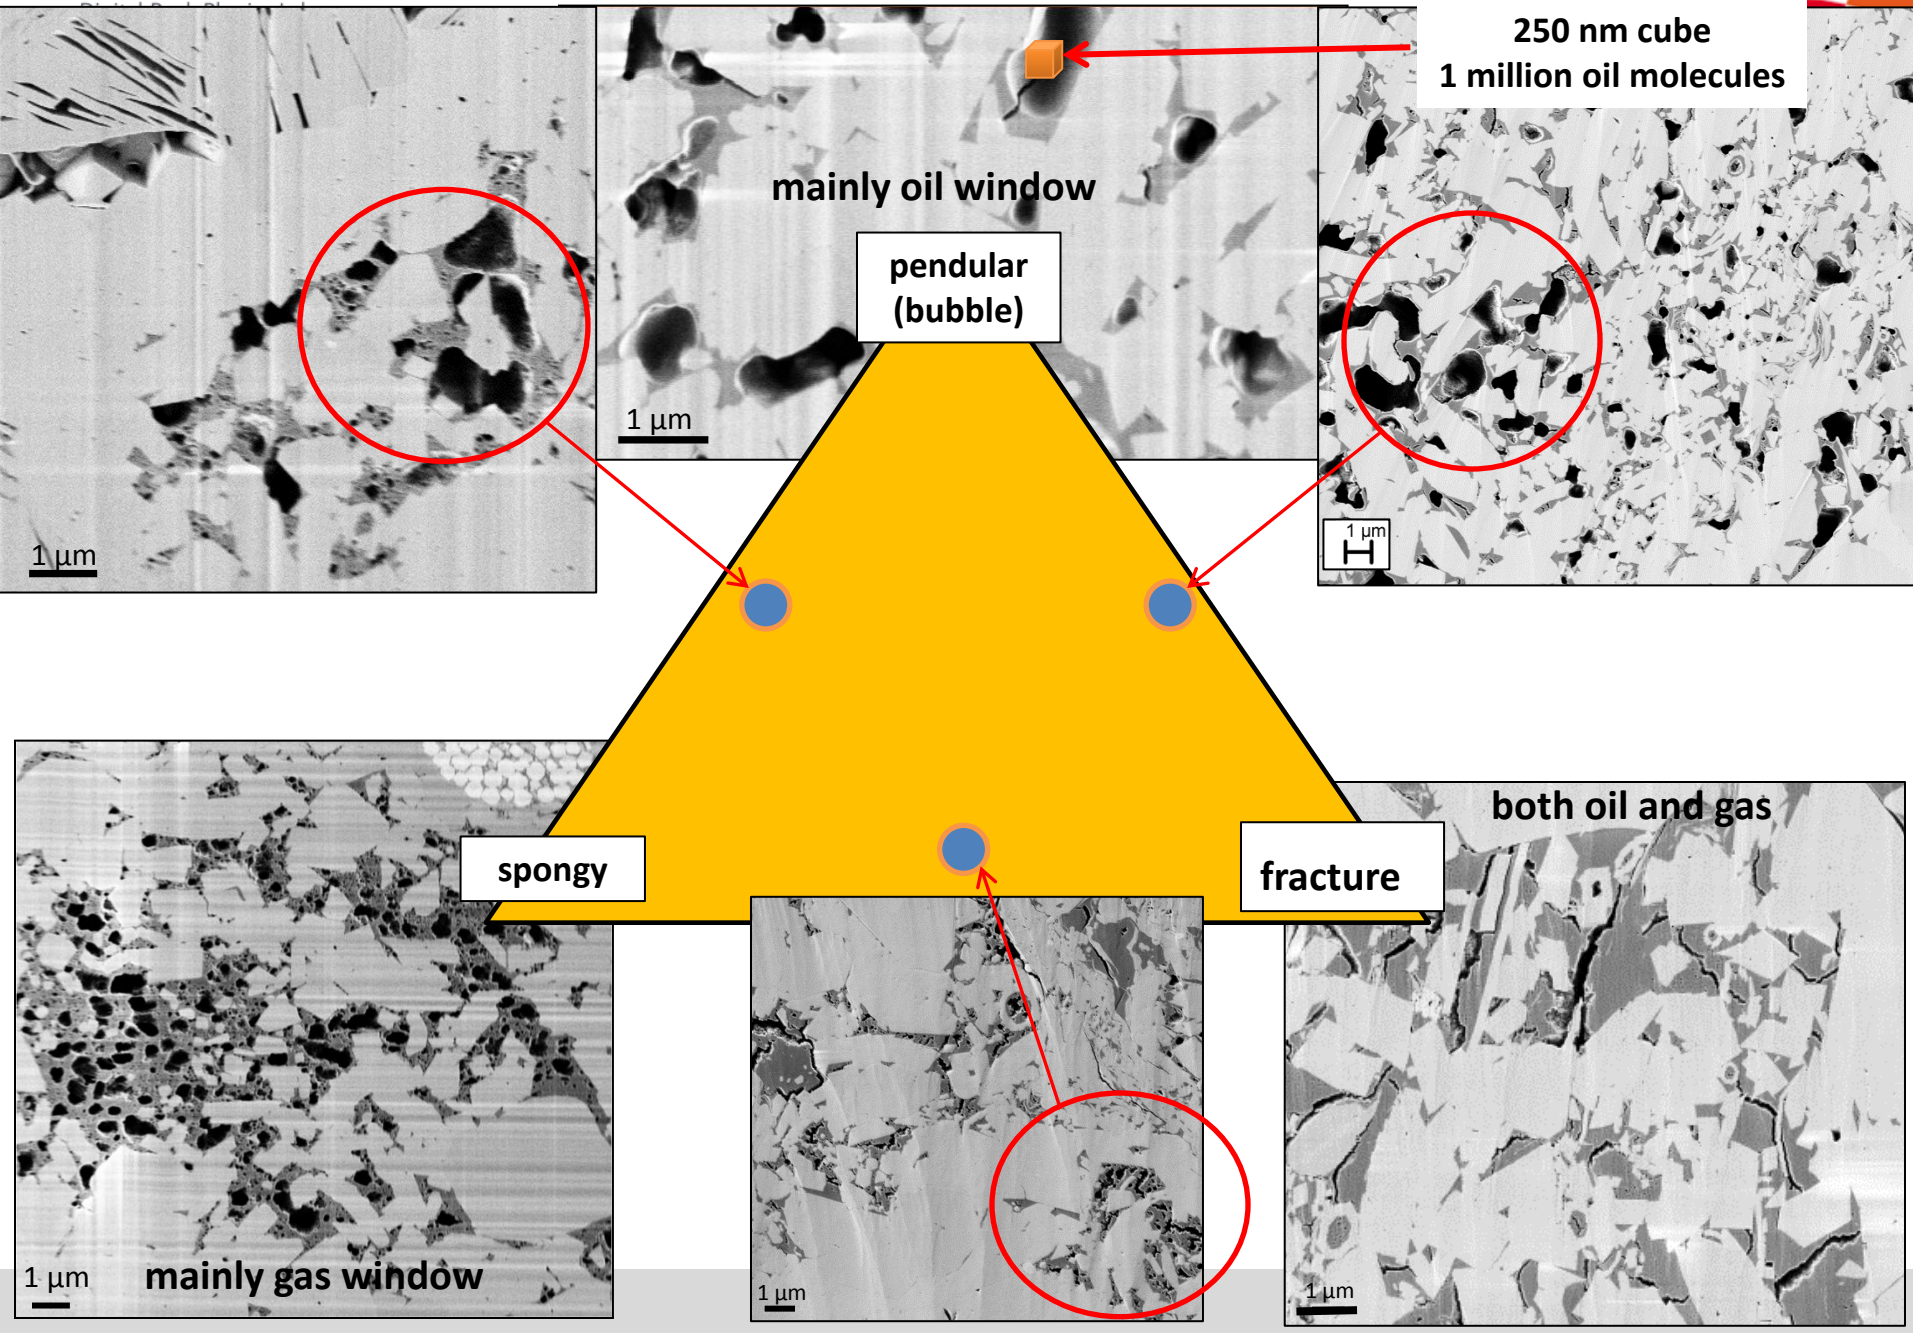 250 nm cube
1 million oil molecules
mainly oil window
pendular
(bubble)
1 µm
1 µm
1 µm
both oil and gas
spongy
fracture
1 µm
mainly gas window
1 µm
1 µm